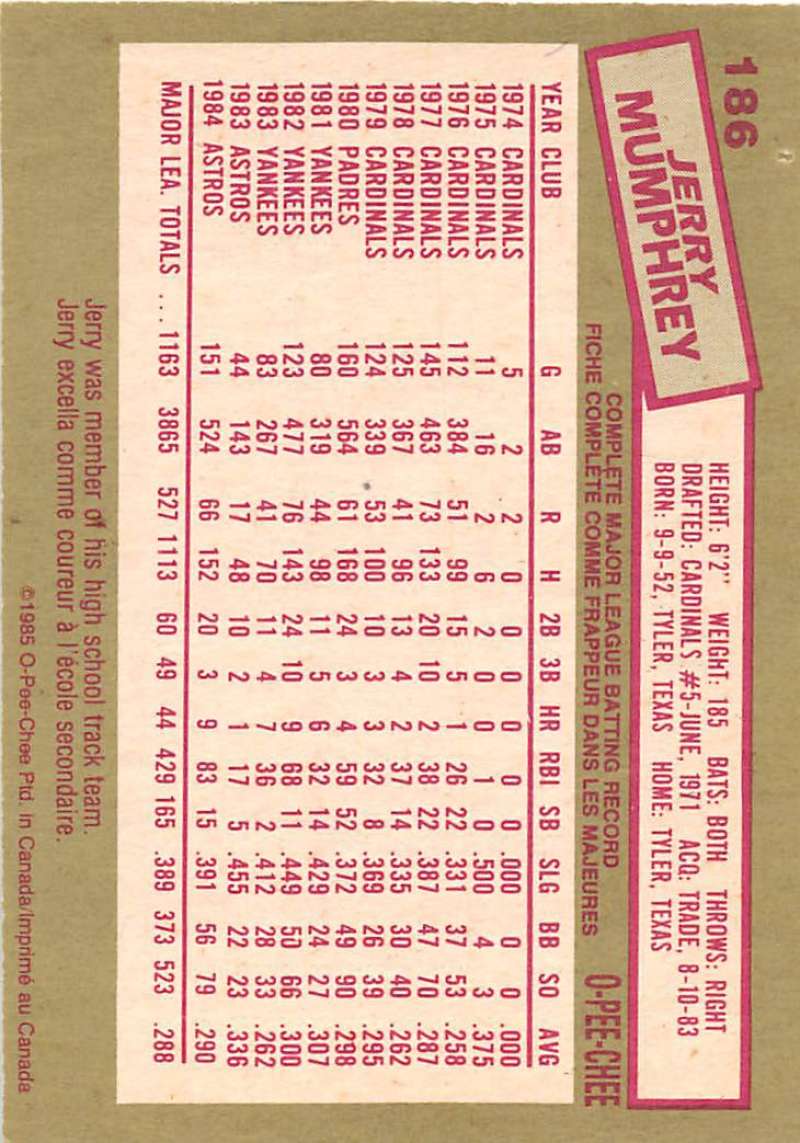 186
JERRY
MUMPHREY
HEIGHT: 6'2" WEIGHT: 185 BATS: BOTH THROWS: RIGHT
DRAFTED: CARDINALS #5-JUNE, 1971 ACQ: TRADE, 8-10-83
BORN: 9-9-52, TYLER, TEXAS HOME: TYLER, TEXAS
COMPLETE MAJOR LEAGUE BATTING RECORD
FICHE COMPLÈTE COMME FRAPPEUR DANS LES MAJEURES
O-PEE-CHEE
YEAR CLUB G AB R H 2B 3B HR RBI SB SLG BB SO AVG
1974 CARDINALS 5 2 2 0 0 0 0 0 0 .000 0 0 .000
1975 CARDINALS 11 16 2 6 2 0 0 1 0 .500 4 3 .375
1976 CARDINALS 112 384 51 99 15 5 1 26 22 .331 37 53 .258
1977 CARDINALS 145 463 73 133 20 10 2 38 22 .387 47 70 .287
1978 CARDINALS 125 367 41 96 13 4 2 37 14 .335 30 40 .262
1979 CARDINALS 124 339 53 100 10 3 3 32 8 .369 26 39 .295
1980 PADRES 160 564 61 168 24 3 4 59 52 .372 49 90 .298
1981 YANKEES 80 319 44 98 11 5 6 32 14 .429 24 27 .307
1982 YANKEES 123 477 76 143 24 10 9 68 11 .449 50 66 .300
1983 YANKEES 83 267 41 70 11 4 7 36 2 .412 28 33 .262
1983 ASTROS 44 143 17 48 10 2 1 17 5 .455 22 23 .336
1984 ASTROS 151 524 66 152 20 3 9 83 15 .391 56 79 .290
MAJOR LEA. TOTALS .... 1163 3865 527 1113 60 49 44 429 165 .389 373 523 .288
Jerry was member of his high school track team.
Jerry excella comme coureur à l'école secondaire.
©1985 O-Pee-Chee Ptd. in Canada/Imprimé au Canada